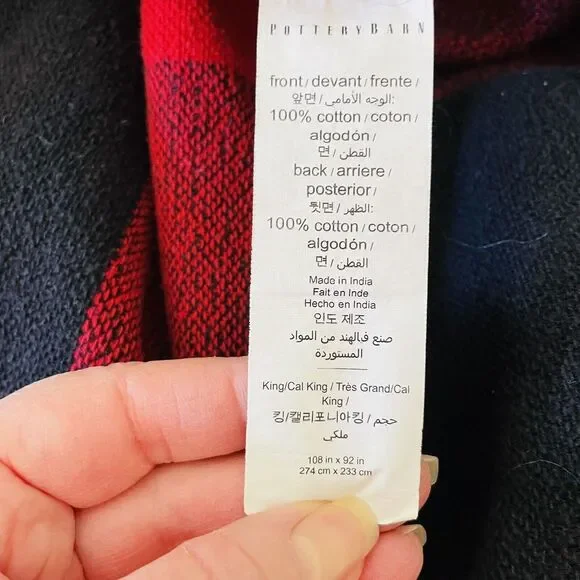 POTTERY BARN
front / devant / frente /
앞면 / الوجه الأمامي:
100% cotton / coton /
algodón /
면 / القطن
back / arriere /
posterior /
뒷면 / الظهر:
100% cotton / coton /
algodón /
면 / القطن
Made in India
Fait en Inde
Hecho en India
인도 제조
صنع فبالهند من المواد
المستوردة
King/Cal King / Très Grand/Cal
King /
킹/캘리포니아킹 / حجم
ملكي
108 in x 92 in
274 cm x 233 cm